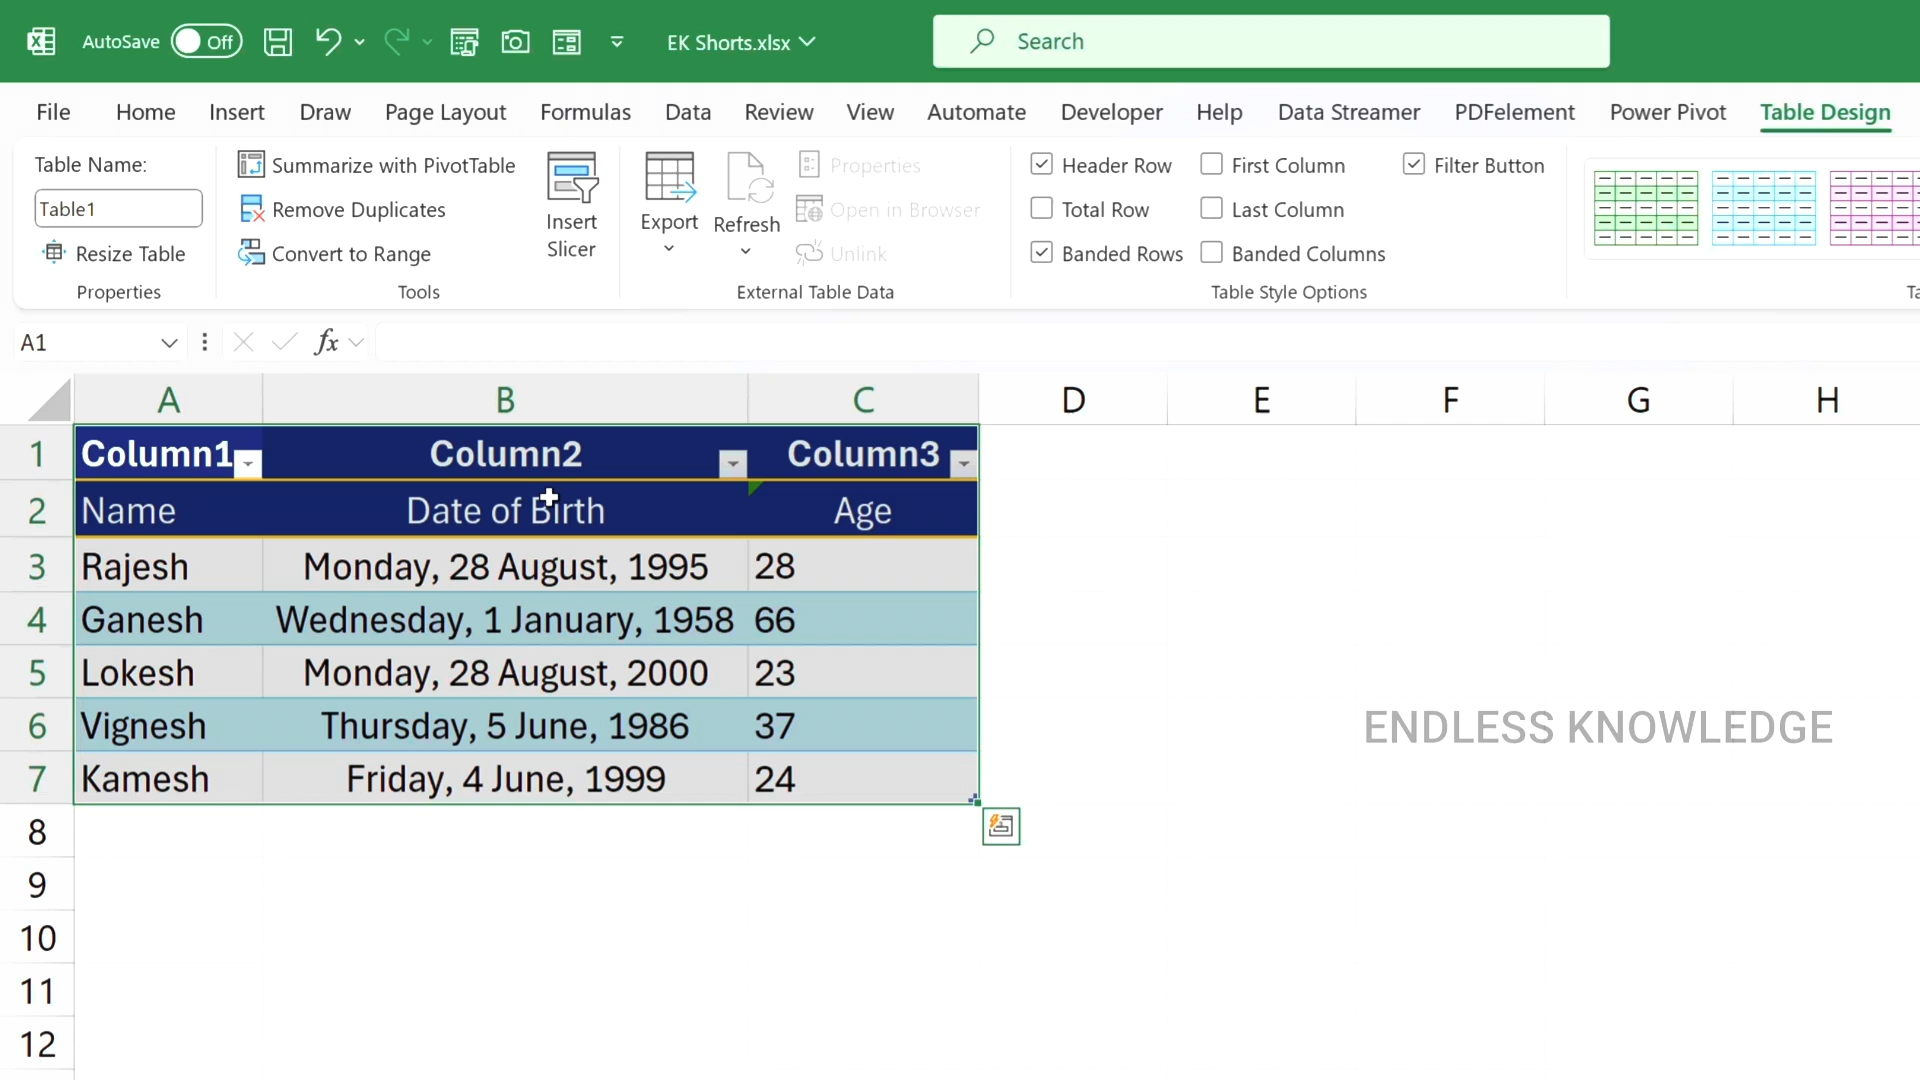 AutoSave Off EK Shorts.xlsx Search
File Home Insert Draw Page Layout Formulas Data Review View Automate Developer Help Data Streamer PDFelement Power Pivot Table Design
Table Name:
Table1
Resize Table
Properties
Summarize with PivotTable
Remove Duplicates
Convert to Range
Tools
Insert
Slicer
Export
Refresh
Properties
Open in Browser
Unlink
External Table Data
Header Row
Total Row
Banded Rows
First Column
Last Column
Banded Columns
Filter Button
Table Style Options
A1 fx
A B C D E F G H
1 Column1 Column2 Column3
2 Name Date of Birth Age
3 Rajesh Monday, 28 August, 1995 28
4 Ganesh Wednesday, 1 January, 1958 66
5 Lokesh Monday, 28 August, 2000 23
6 Vignesh Thursday, 5 June, 1986 37
ENDLESS KNOWLEDGE
7 Kamesh Friday, 4 June, 1999 24
8
9
10
11
12